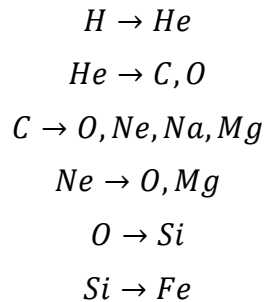 H → He
He → C, O
C → O, Ne, Na, Mg
Ne → O, Mg
O → Si
Si → Fe